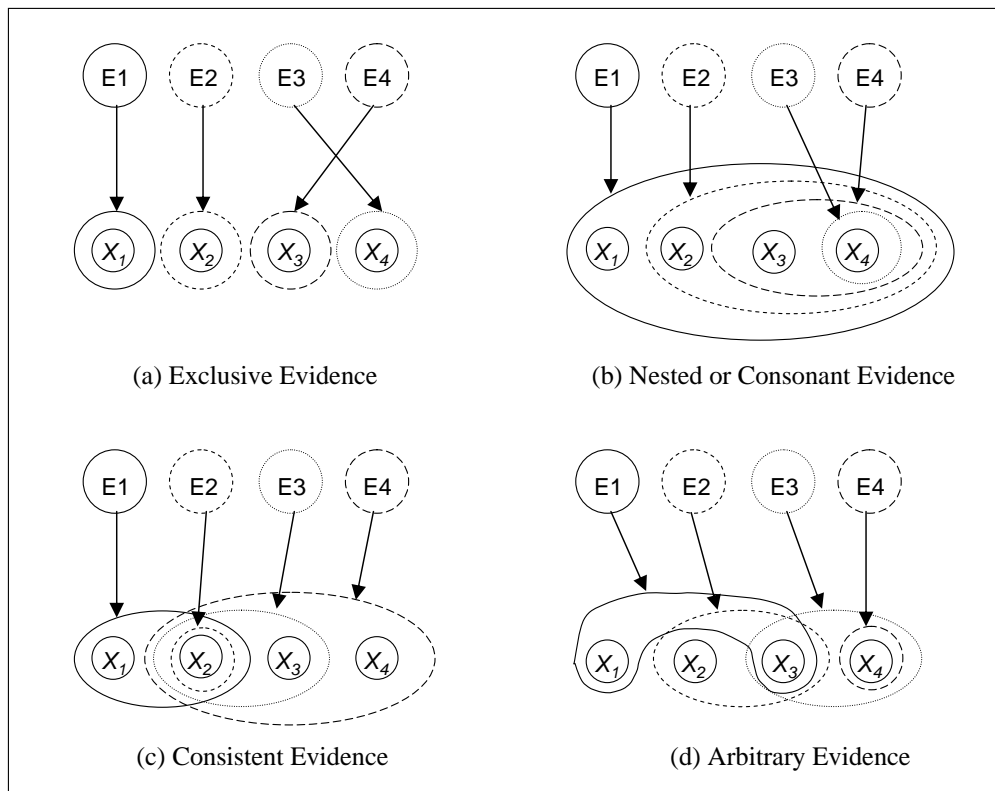 E1 E2 E3 E4
X1 X2 X3 X4
(a) Exclusive Evidence
E1 E2 E3 E4
X1 X2 X3 X4
(b) Nested or Consonant Evidence
E1 E2 E3 E4
X1 X2 X3 X4
(c) Consistent Evidence
E1 E2 E3 E4
X1 X2 X3 X4
(d) Arbitrary Evidence